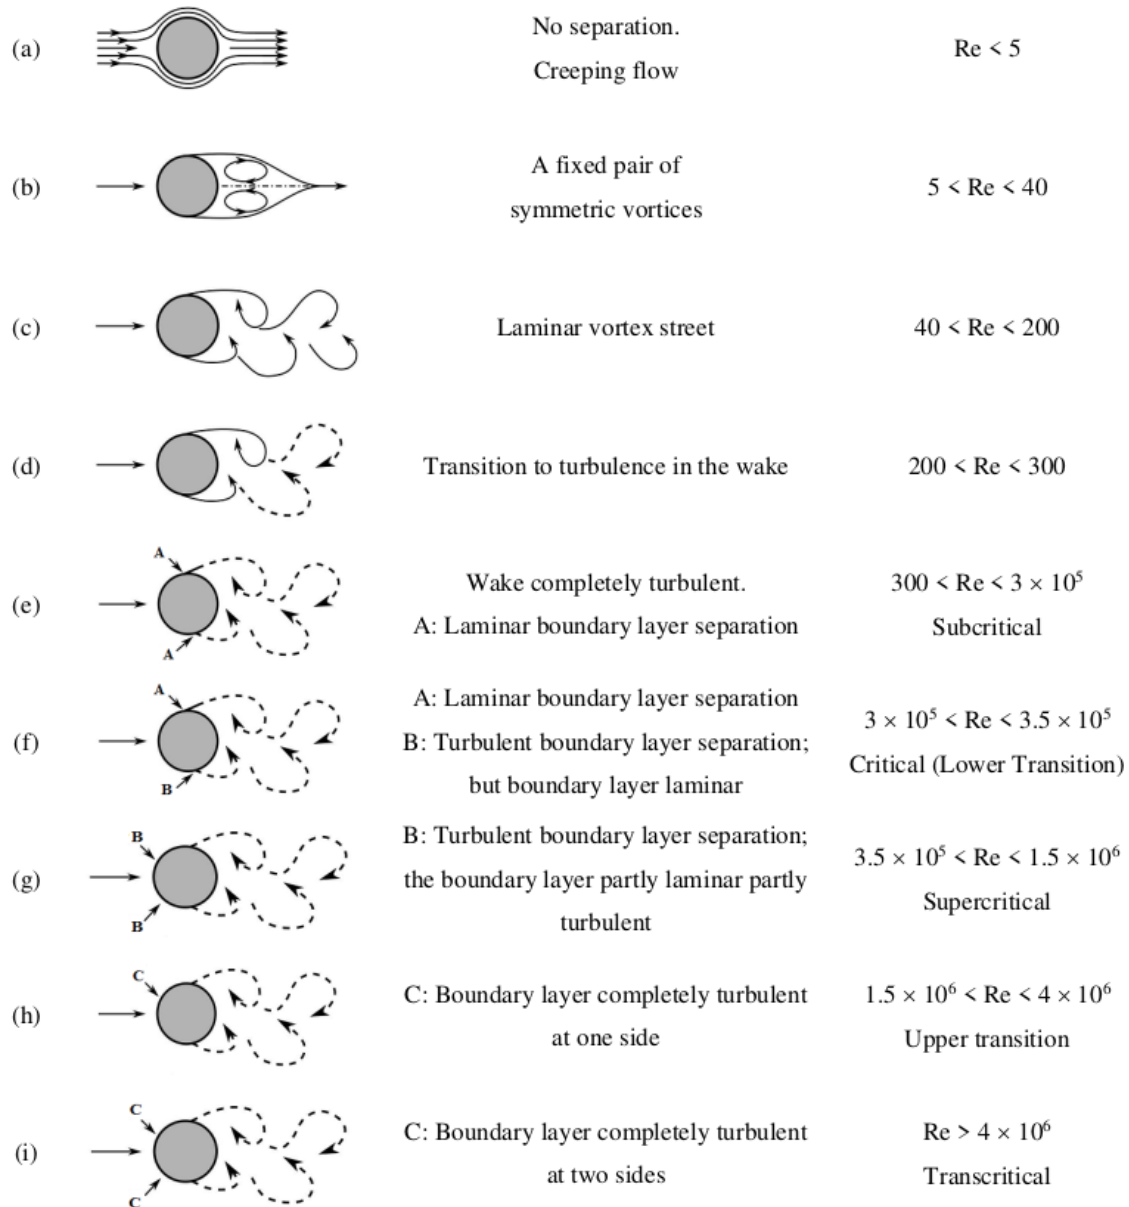 (a)
No separation.
Creeping flow
Re < 5
(b)
A fixed pair of
symmetric vortices
5 < Re < 40
(c)
Laminar vortex street
40 < Re < 200
(d)
Transition to turbulence in the wake
200 < Re < 300
(e)
A
A
Wake completely turbulent.
A: Laminar boundary layer separation
300 < Re < 3 × 10⁵
Subcritical
(f)
A
B
A: Laminar boundary layer separation
B: Turbulent boundary layer separation;
but boundary layer laminar
3 × 10⁵ < Re < 3.5 × 10⁵
Critical (Lower Transition)
(g)
B
B
B: Turbulent boundary layer separation;
the boundary layer partly laminar partly
turbulent
3.5 × 10⁵ < Re < 1.5 × 10⁶
Supercritical
(h)
C
C: Boundary layer completely turbulent
at one side
1.5 × 10⁶ < Re < 4 × 10⁶
Upper transition
(i)
C
C
C: Boundary layer completely turbulent
at two sides
Re > 4 × 10⁶
Transcritical